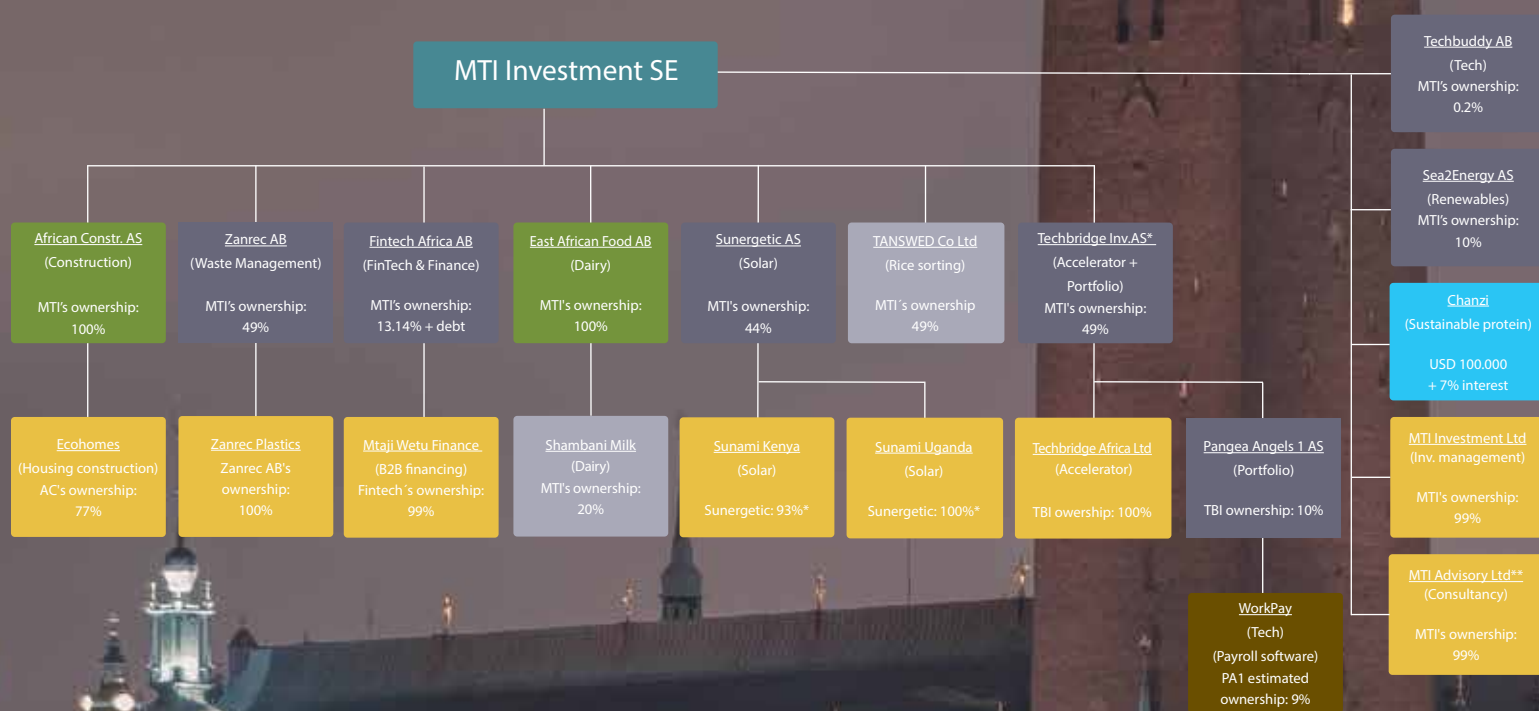 MTI Investment SE
Techbuddy AB
(Tech)
MTI's ownership:
0.2%
Sea2Energy AS
(Renewables)
MTI's ownership:
10%
Chanzi
(Sustainable protein)
USD 100.000
+ 7% interest
MTI Investment Ltd
(Inv. management)
MTI's ownership:
99%
MTI Advisory Ltd**
(Consultancy)
MTI's ownership:
99%
African Constr. AS
(Construction)
MTI's ownership:
100%
Zanrec AB
(Waste Management)
MTI's ownership:
49%
Fintech Africa AB
(FinTech & Finance)
MTI's ownership:
13.14% + debt
East African Food AB
(Dairy)
MTI's ownership:
100%
Sunergetic AS
(Solar)
MTI's ownership:
44%
TANSWED Co Ltd
(Rice sorting)
MTI´s ownership
49%
Techbridge Inv.AS*
(Accelerator +
Portfolio)
MTI's ownership:
49%
Ecohomes
(Housing construction)
AC's ownership:
77%
Zanrec Plastics
Zanrec AB's
ownership:
100%
Mtaji Wetu Finance
(B2B financing)
Fintech´s ownership:
99%
Shambani Milk
(Dairy)
MTI's ownership:
20%
Sunami Kenya
(Solar)
Sunergetic: 93%*
Sunami Uganda
(Solar)
Sunergetic: 100%*
Techbridge Africa Ltd
(Accelerator)
TBI owership: 100%
Pangea Angels 1 AS
(Portfolio)
TBI ownership: 10%
WorkPay
(Tech)
(Payroll software)
PA1 estimated
ownership: 9%